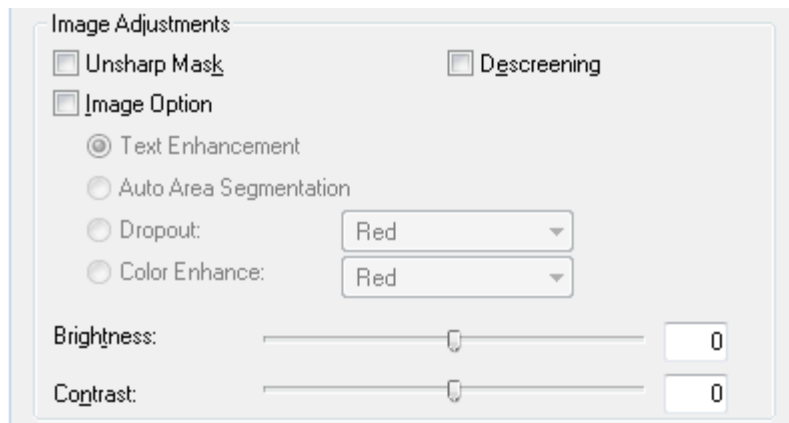 Image Adjustments
Unsharp Mask Descreening
Image Option
Text Enhancement
Auto Area Segmentation
Dropout: Red
Color Enhance: Red
Brightness: 0
Contrast: 0